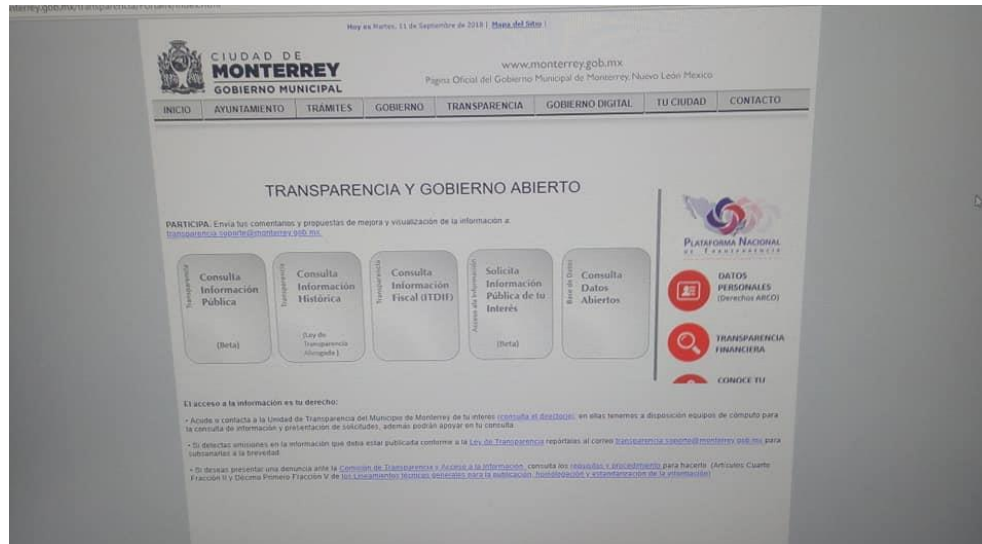 Hoy es Martes, 11 de Septiembre de 2018 | Mapa del Sitio |
CIUDAD DE
MONTERREY
GOBIERNO MUNICIPAL
www.monterrey.gob.mx
Página Oficial del Gobierno Municipal de Monterrey, Nuevo León México
INICIO AYUNTAMIENTO TRÁMITES GOBIERNO TRANSPARENCIA GOBIERNO DIGITAL TU CIUDAD CONTACTO
TRANSPARENCIA Y GOBIERNO ABIERTO
PARTICIPA. Envía tus comentarios y propuestas de mejora y visualización de la información a:
transparencia.soporte@monterrey.gob.mx.
Transparencia
Consulta
Información
Pública
(Beta)
Transparencia
Consulta
Información
Histórica
(Ley de
Transparencia
Abrogada)
Transparencia
Consulta
Información
Fiscal (ITDIF)
Acceso a la Información
Solicita
Información
Pública de tu
Interés
(Beta)
Base de Datos
Consulta
Datos
Abiertos
PLATAFORMA NACIONAL
DE TRANSPARENCIA
DATOS
PERSONALES
(Derechos ARCO)
TRANSPARENCIA
FINANCIERA
CONOCE TU
El acceso a la información es tu derecho:
• Acude o contacta a la Unidad de Transparencia del Municipio de Monterrey de tu interés (consulta el directorio), en ellas tenemos a disposición equipos de cómputo para
la consulta de información y presentación de solicitudes, además podrán apoyar en tu consulta.
• Si detectas omisiones en la información que deba estar publicada conforme a la Ley de Transparencia repórtalas al correo transparencia.soporte@monterrey.gob.mx para
subsanarlas a la brevedad.
• Si deseas presentar una denuncia ante la Comisión de Transparencia y Acceso a la Información, consulta los requisitos y procedimiento para hacerlo. (Artículos Cuarto
Fracción II y Décimo Primero Fracción V de los Lineamientos técnicos generales para la publicación, homologación y estandarización de la información)